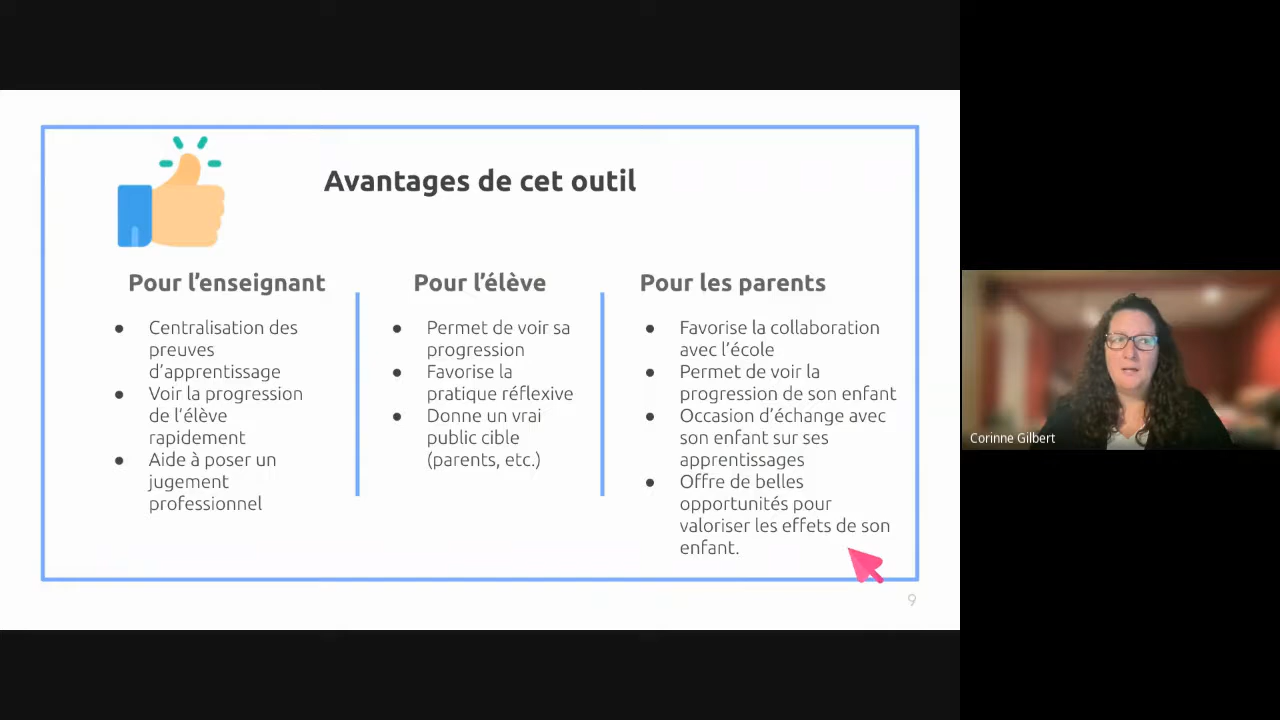 Avantages de cet outil
Pour l’enseignant
Centralisation des
preuves
d’apprentissage
Voir la progression
de l’élève
rapidement
Aide à poser un
jugement
professionnel
Pour l’élève
Permet de voir sa
progression
Favorise la
pratique réflexive
Donne un vrai
public cible
(parents, etc.)
Pour les parents
Favorise la collaboration
avec l’école
Permet de voir la
progression de son enfant
Occasion d’échange avec
son enfant sur ses
apprentissages
Offre de belles
opportunités pour
valoriser les effets de son
enfant.
9
Corinne Gilbert